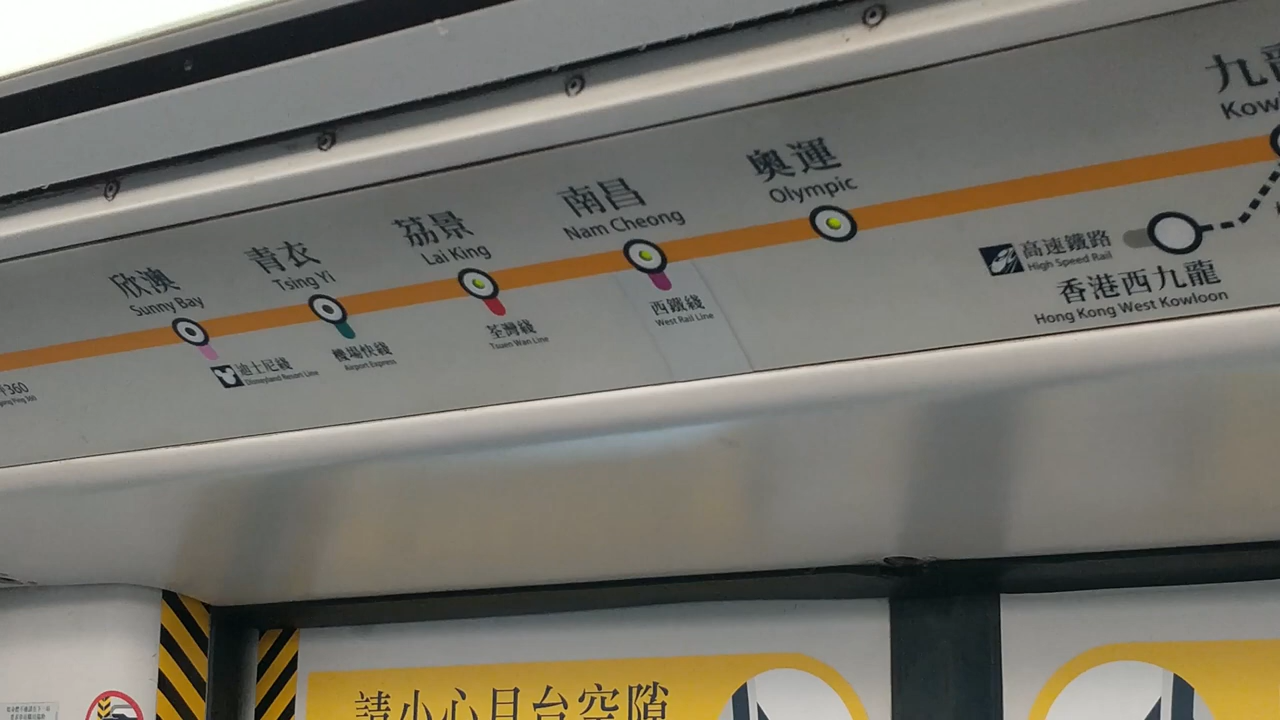 欣澳
Sunny Bay
迪士尼綫
Disneyland Resort Line
青衣
Tsing Yi
機場快綫
Airport Express
荔景
Lai King
荃灣綫
Tsuen Wan Line
南昌
Nam Cheong
西鐵綫
West Rail Line
奧運
Olympic
九龍
高速鐵路
High Speed Rail
香港西九龍
Hong Kong West Kowloon
360
請小心月台空隙